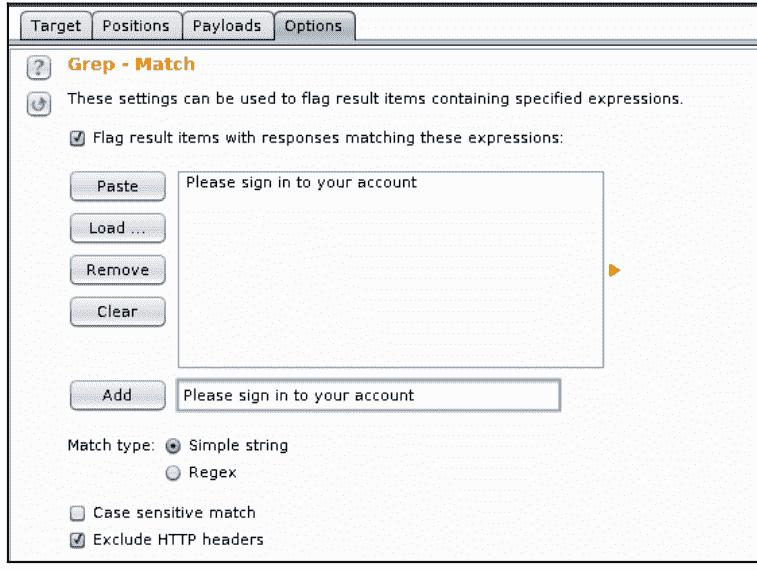 Target Positions Payloads Options
? Grep - Match
These settings can be used to flag result items containing specified expressions.
Flag result items with responses matching these expressions:
Paste
Please sign in to your account
Load ...
Remove
Clear
Add
Please sign in to your account
Match type: Simple string
Regex
Case sensitive match
Exclude HTTP headers